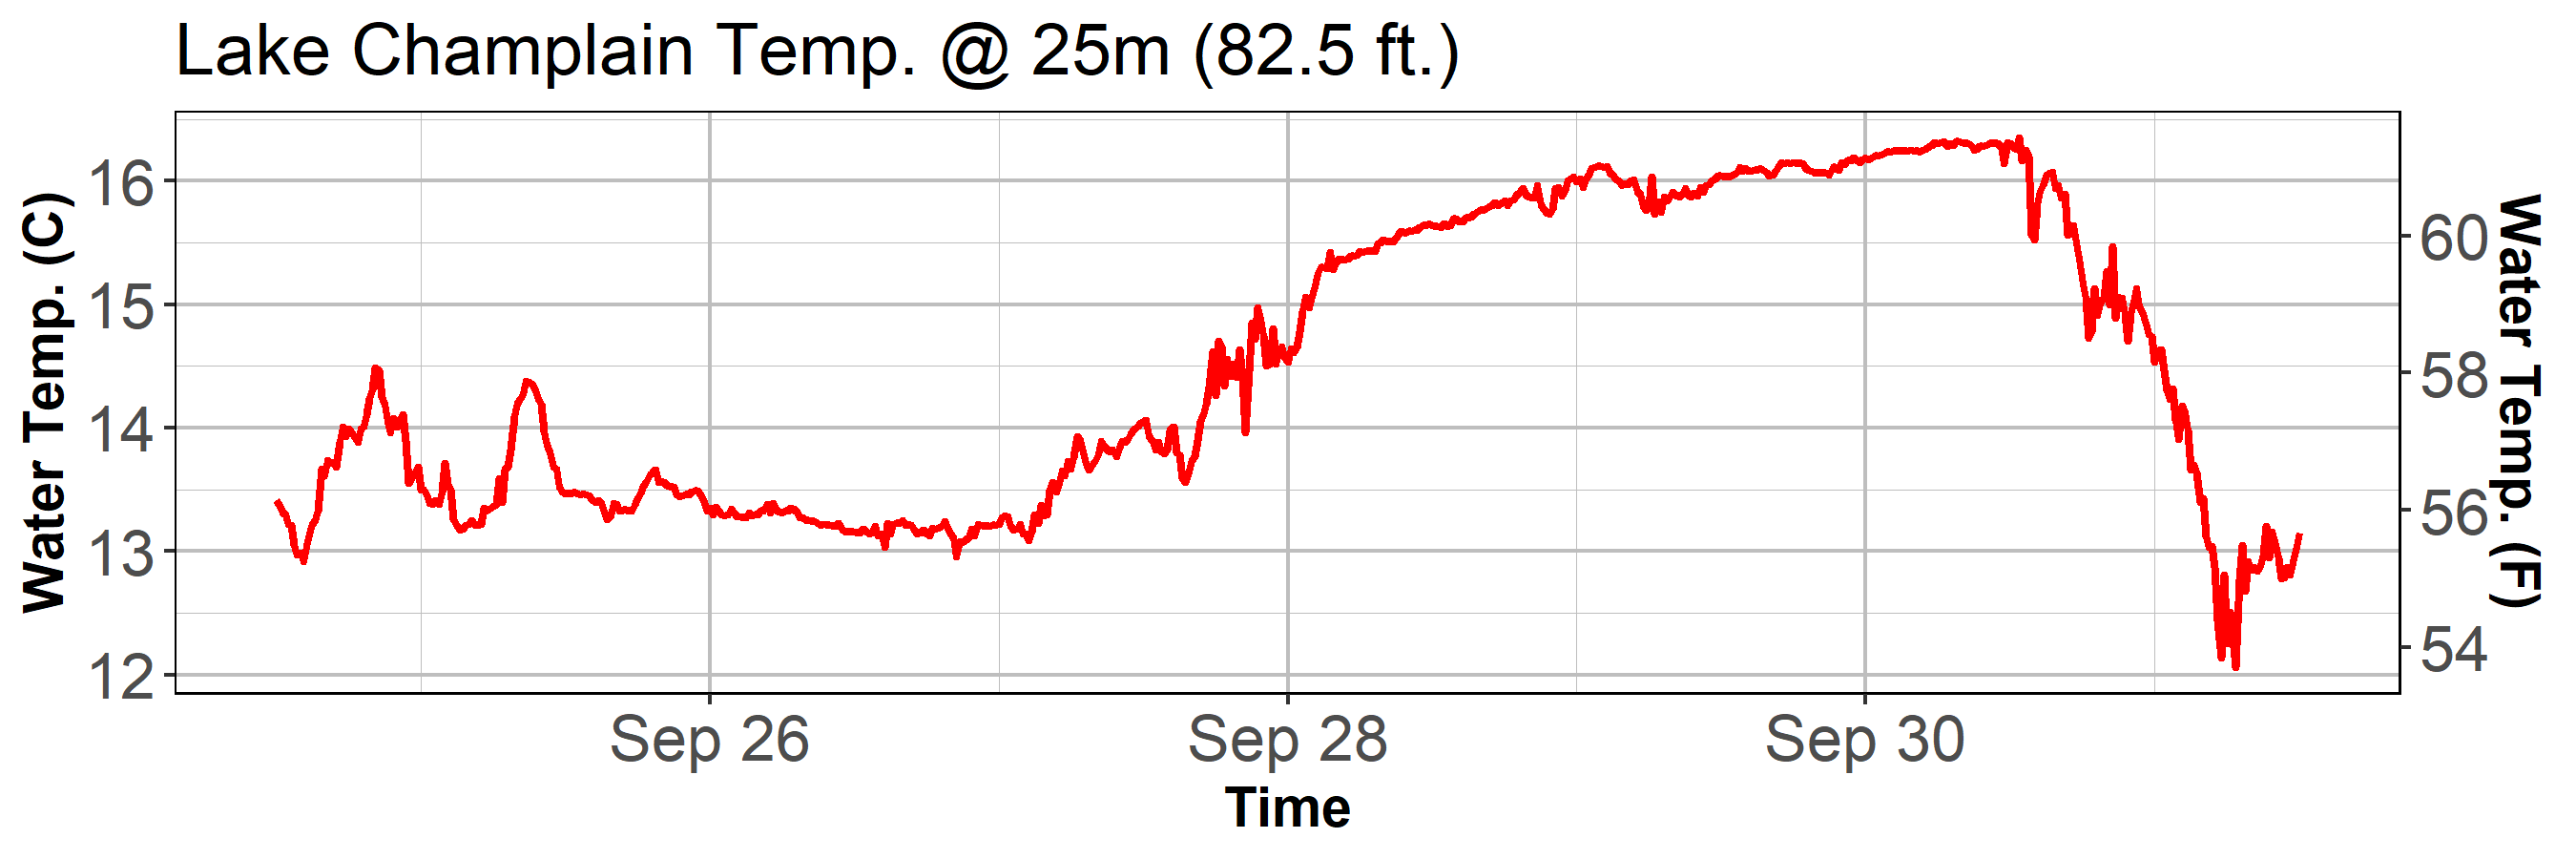 Lake Champlain Temp. @ 25m (82.5 ft.)
Water Temp. (C)
16
15
14
13
12
Water Temp. (F)
60
58
56
54
Sep 26
Sep 28
Sep 30
Time